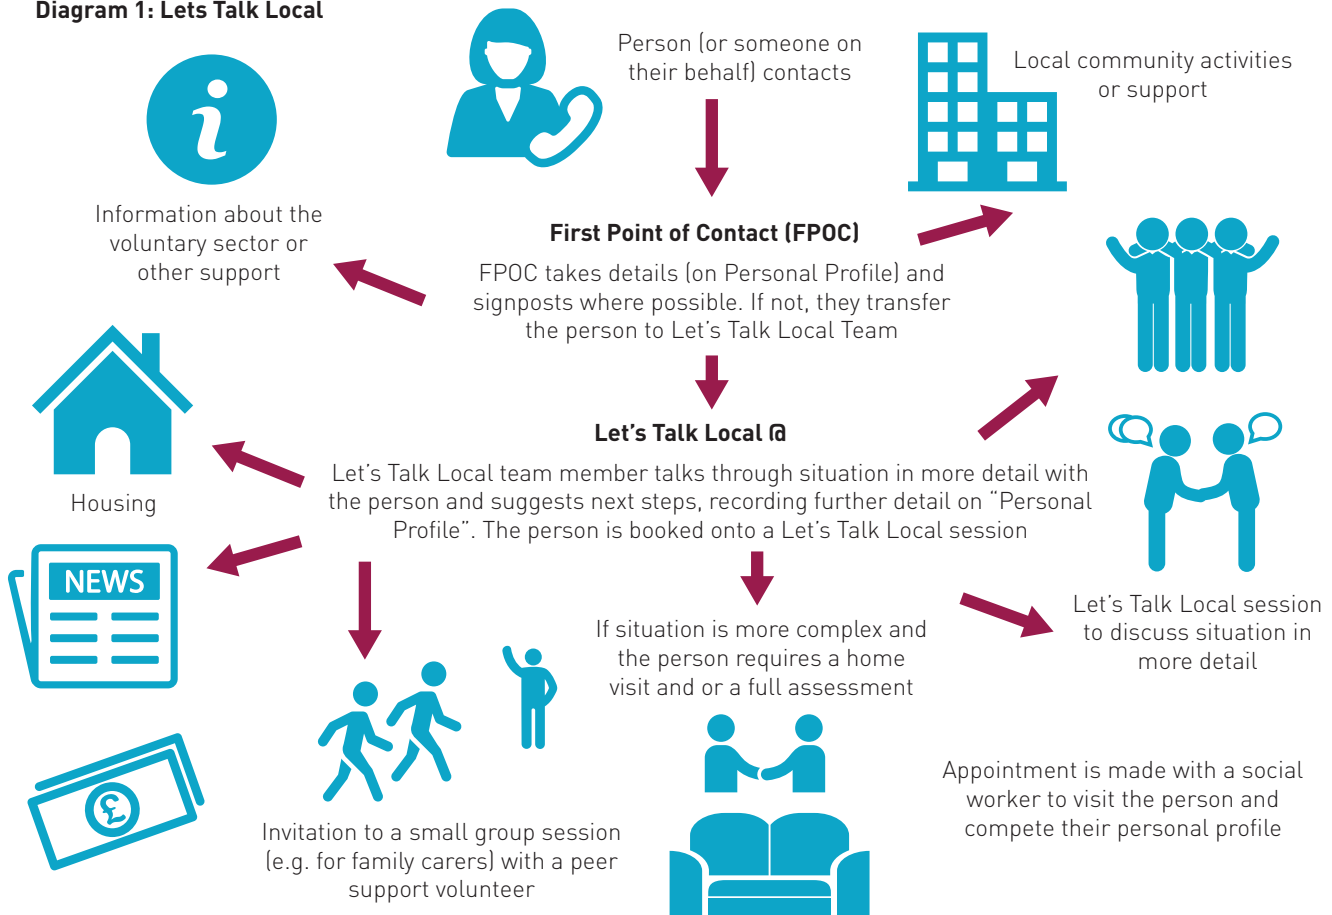 Diagram 1: Lets Talk Local
Person (or someone on
their behalf) contacts
Local community activities
or support
i
Information about the
voluntary sector or
other support
First Point of Contact (FPOC)
FPOC takes details (on Personal Profile) and
signposts where possible. If not, they transfer
the person to Let's Talk Local Team
Let's Talk Local @
Let's Talk Local team member talks through situation in more detail with
the person and suggests next steps, recording further detail on "Personal
Profile". The person is booked onto a Let's Talk Local session
Housing
NEWS
£
Invitation to a small group session
(e.g. for family carers) with a peer
support volunteer
If situation is more complex and
the person requires a home
visit and or a full assessment
Let's Talk Local session
to discuss situation in
more detail
Appointment is made with a social
worker to visit the person and
compete their personal profile